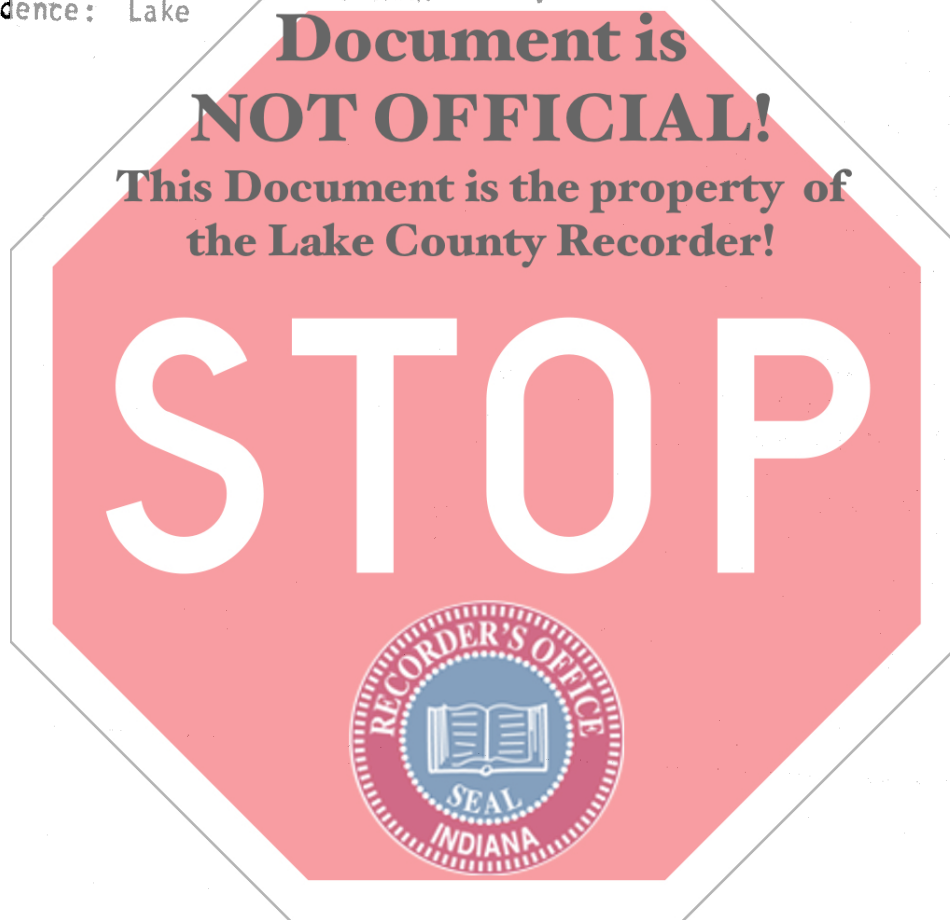 dence: Lake
Document is
NOT OFFICIAL!
This Document is the property of
the Lake County Recorder!
STOP
RECORDER'S OFFICE
SEAL
INDIANA